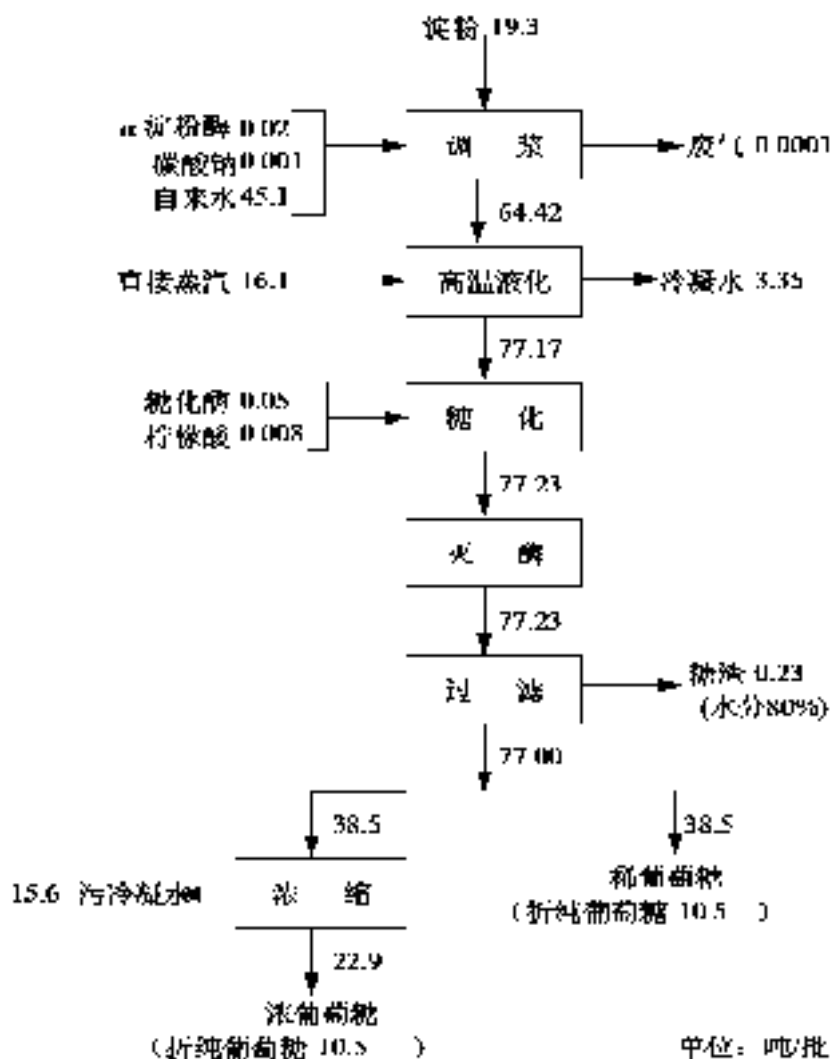 淀粉 19.3
α淀粉酶 0.02
碳酸钠 0.001
自来水 45.1
调 浆
废气 0.0001
64.42
直接蒸汽 16.1
高温液化
冷凝水 3.35
77.17
糖化酶 0.05
柠檬酸 0.008
糖 化
77.23
灭 酶
77.23
过 滤
糖渣 0.23
(水分80%)
77.00
38.5
38.5
15.6 污冷凝水
浓 缩
稀葡萄糖
(折纯葡萄糖 10.5 )
22.9
浓葡萄糖
(折纯葡萄糖 10.5 )
单位：吨/批